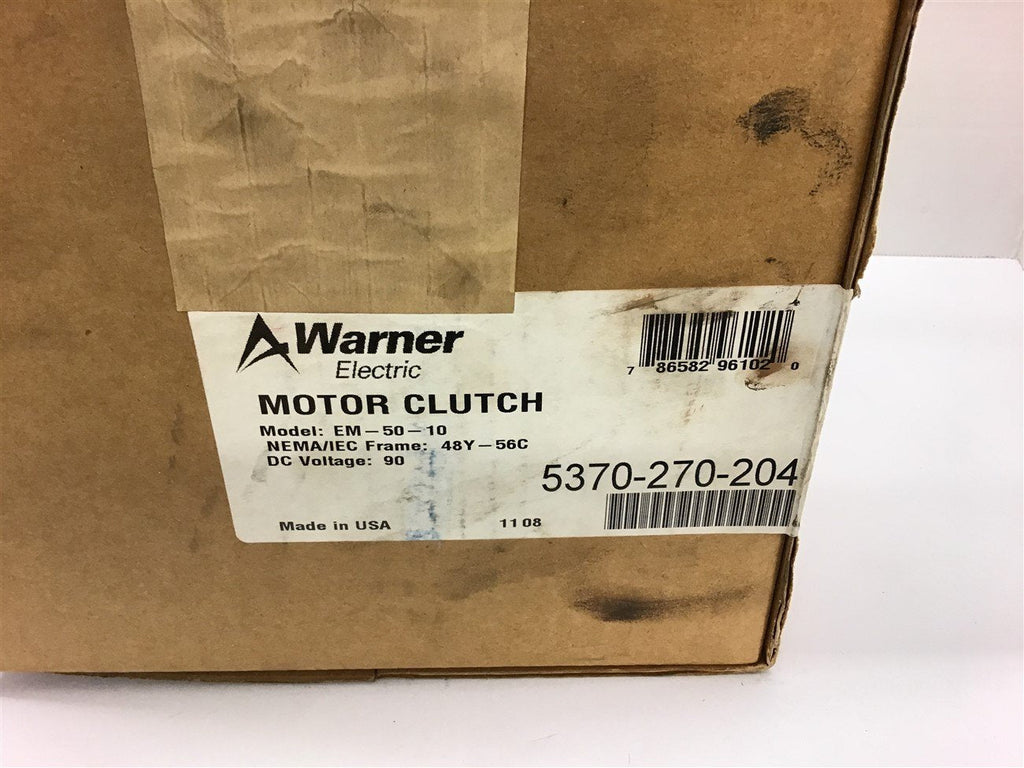 Warner
Electric
7 86582 96102 0
MOTOR CLUTCH
Model: EM-50-10
NEMA/IEC Frame: 48Y-56C
DC Voltage: 90
5370-270-204
Made in USA 1108